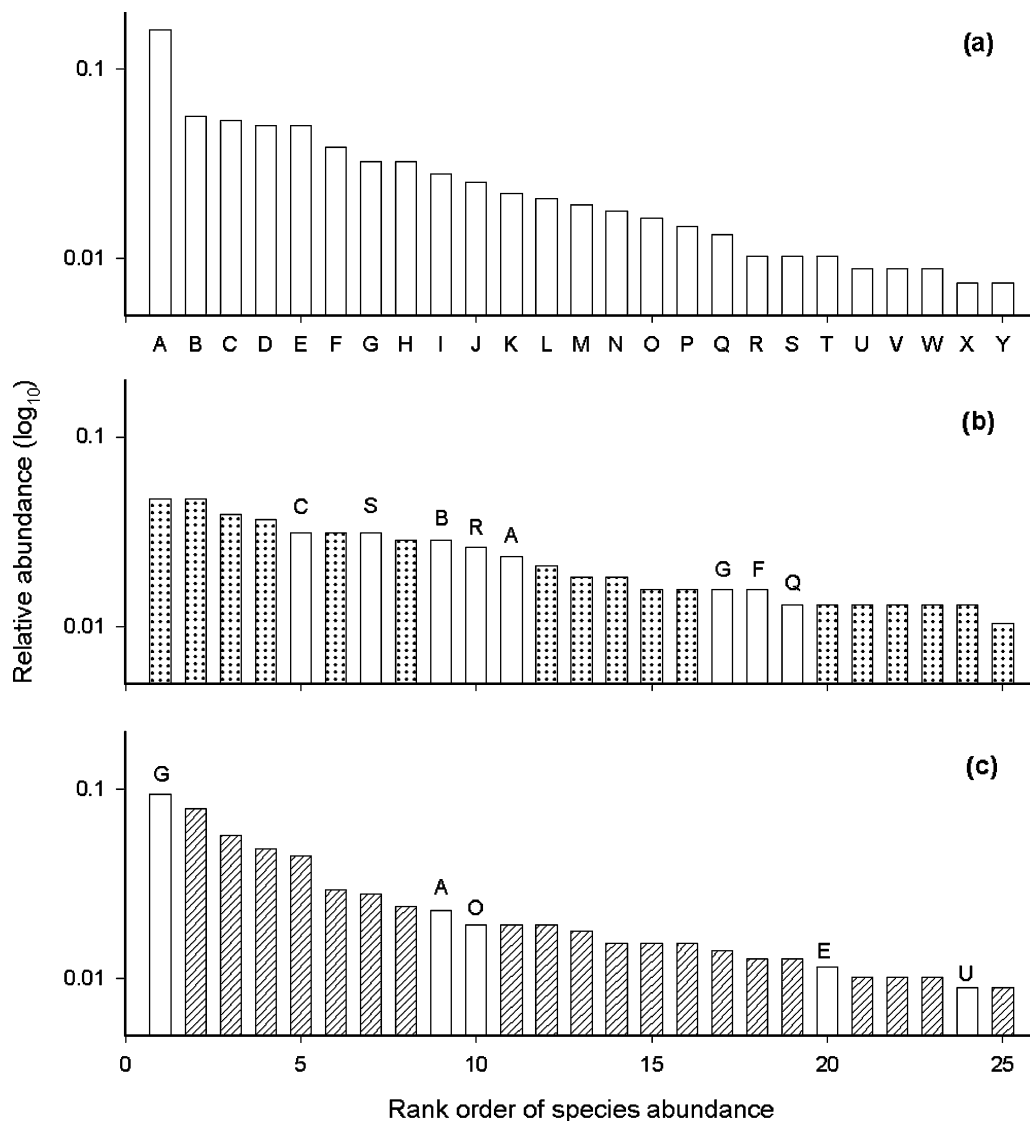 (a)
0.1
0.01
A B C D E F G H I J K L M N O P Q R S T U V W X Y
Relative abundance (log₁₀)
(b)
0.1
C S B R A G F Q
0.01
(c)
0.1
G
A O E U
0.01
0 5 10 15 20 25
Rank order of species abundance